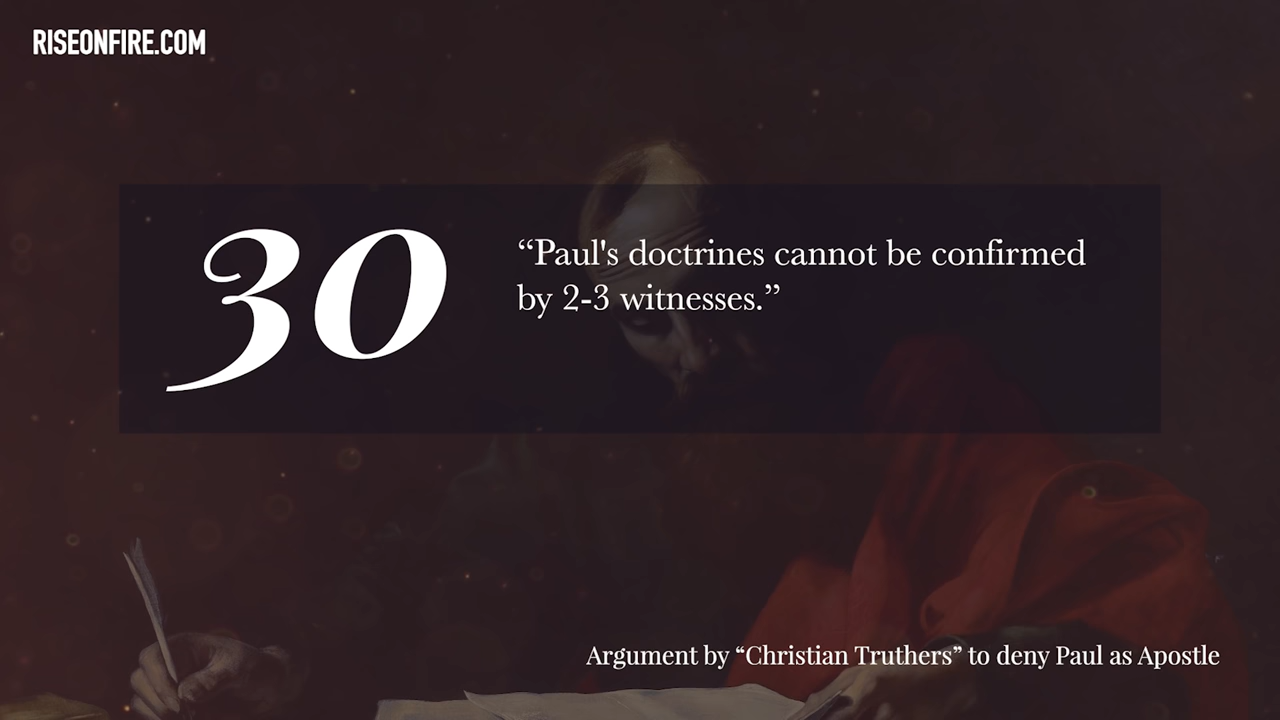 RISEONFIRE.COM
30
“Paul's doctrines cannot be confirmed
by 2-3 witnesses.”
Argument by “Christian Truthers” to deny Paul as Apostle